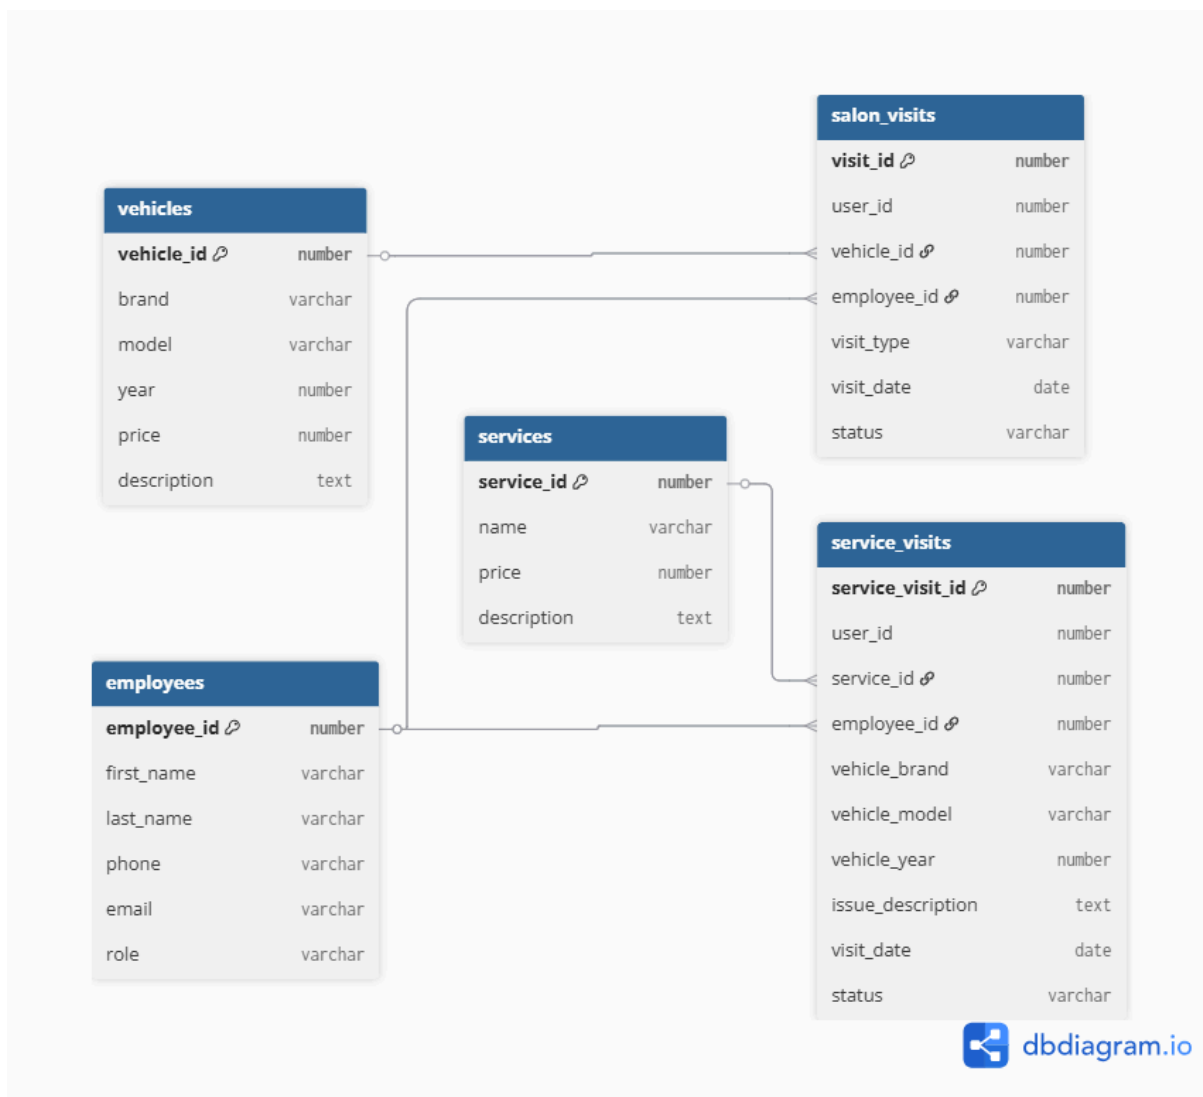 vehicles
vehicle_id number
brand varchar
model varchar
year number
price number
description text
salon_visits
visit_id number
user_id number
vehicle_id number
employee_id number
visit_type varchar
visit_date date
status varchar
services
service_id number
name varchar
price number
description text
employees
employee_id number
first_name varchar
last_name varchar
phone varchar
email varchar
role varchar
service_visits
service_visit_id number
user_id number
service_id number
employee_id number
vehicle_brand varchar
vehicle_model varchar
vehicle_year number
issue_description text
visit_date date
status varchar
dbdiagram.io